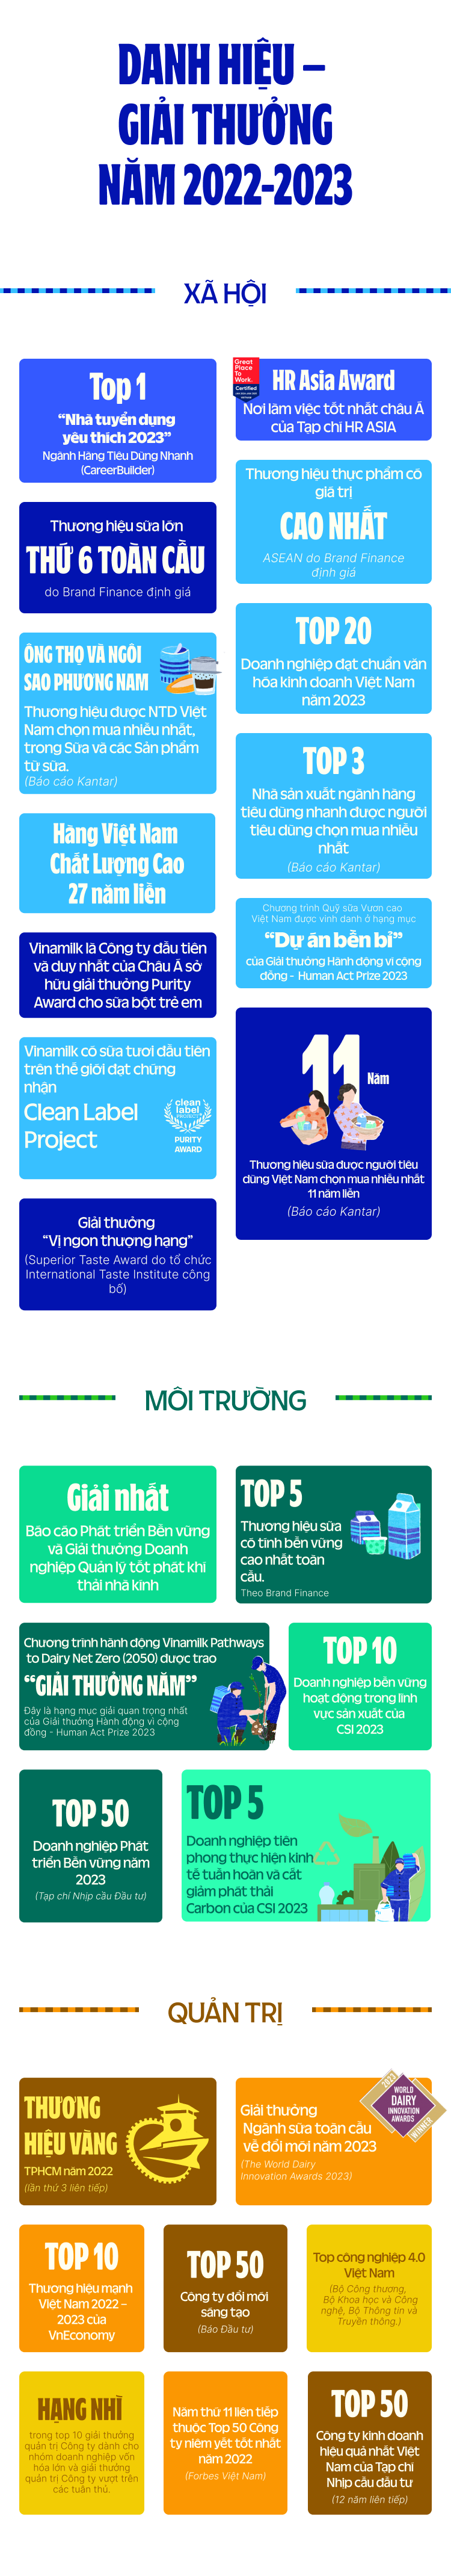 DANH HIỆU –
GIẢI THƯỞNG
NĂM 2022-2023
XÃ HỘI
Top 1
“Nhà tuyển dụng
yêu thích 2023”
Ngành Hàng Tiêu Dùng Nhanh
(CareerBuilder)
Great
Place
To
Work.
Certified
HR Asia Award
Nơi làm việc tốt nhất châu Á
của Tạp chí HR ASIA
Thương hiệu sữa lớn
THỨ 6 TOÀN CẦU
do Brand Finance định giá
Thương hiệu thực phẩm có
giá trị
CAO NHẤT
ASEAN do Brand Finance
định giá
ÔNG THỌ VÀ NGÔI
SAO PHƯƠNG NAM
Thương hiệu được NTD Việt
Nam chọn mua nhiều nhất,
trong Sữa và các Sản phẩm
từ sữa.
(Báo cáo Kantar)
TOP 20
Doanh nghiệp đạt chuẩn văn
hóa kinh doanh Việt Nam
năm 2023
TOP 3
Nhà sản xuất ngành hàng
tiêu dùng nhanh được người
tiêu dùng chọn mua nhiều
nhất
(Báo cáo Kantar)
Hàng Việt Nam
Chất Lượng Cao
27 năm liền
Chương trình Quỹ sữa Vươn cao
Việt Nam được vinh danh ở hạng mục
“Dự án bền bỉ”
của Giải thưởng Hành động vì cộng
đồng - Human Act Prize 2023
Vinamilk là Công ty đầu tiên
và duy nhất của Châu Á sở
hữu giải thưởng Purity
Award cho sữa bột trẻ em
Vinamilk có sữa tươi đầu tiên
trên thế giới đạt chứng
nhận
Clean Label
Project
clean
label
PROJECT
PURITY
AWARD
11
Năm
Thương hiệu sữa được người tiêu
dùng Việt Nam chọn mua nhiều nhất
11 năm liền
(Báo cáo Kantar)
Giải thưởng
“Vị ngon thượng hạng”
(Superior Taste Award do tổ chức
International Taste Institute công
bố)
MÔI TRƯỜNG
Giải nhất
Báo cáo Phát triển Bền vững
và Giải thưởng Doanh
nghiệp Quản lý tốt phát khí
thải nhà kính
TOP 5
Thương hiệu sữa
có tính bền vững
cao nhất toàn
cầu.
Theo Brand Finance
Chương trình hành động Vinamilk Pathways
to Dairy Net Zero (2050) được trao
“GIẢI THƯỞNG NĂM”
Đây là hạng mục giải quan trọng nhất
của Giải thưởng Hành động vì cộng
đồng - Human Act Prize 2023
TOP 10
Doanh nghiệp bền vững
hoạt động trong lĩnh
vực sản xuất của
CSI 2023
TOP 50
Doanh nghiệp Phát
triển Bền vững năm
2023
(Tạp chí Nhịp cầu Đầu tư)
TOP 5
Doanh nghiệp tiên
phong thực hiện kinh
tế tuần hoàn và cắt
giảm phát thải
Carbon của CSI 2023
QUẢN TRỊ
THƯƠNG
HIỆU VÀNG
TPHCM năm 2022
(lần thứ 3 liên tiếp)
2023
WORLD
DAIRY
INNOVATION
AWARDS
WINNER
Giải thưởng
Ngành sữa toàn cầu
về đổi mới năm 2023
(The World Dairy
Innovation Awards 2023)
TOP 10
Thương hiệu mạnh
Việt Nam 2022 –
2023 của
VnEconomy
TOP 50
Công ty đổi mới
sáng tạo
(Báo Đầu tư)
Top công nghiệp 4.0
Việt Nam
(Bộ Công thương,
Bộ Khoa học và Công
nghệ, Bộ Thông tin và
Truyền thông.)
HẠNG NHÌ
trong top 10 giải thưởng
quản trị Công ty dành cho
nhóm doanh nghiệp vốn
hóa lớn và giải thưởng
quản trị Công ty vượt trên
các tuân thủ.
Năm thứ 11 liên tiếp
thuộc Top 50 Công
ty niêm yết tốt nhất
năm 2022
(Forbes Việt Nam)
TOP 50
Công ty kinh doanh
hiệu quả nhất Việt
Nam của Tạp chí
Nhịp cầu đầu tư
(12 năm liên tiếp)